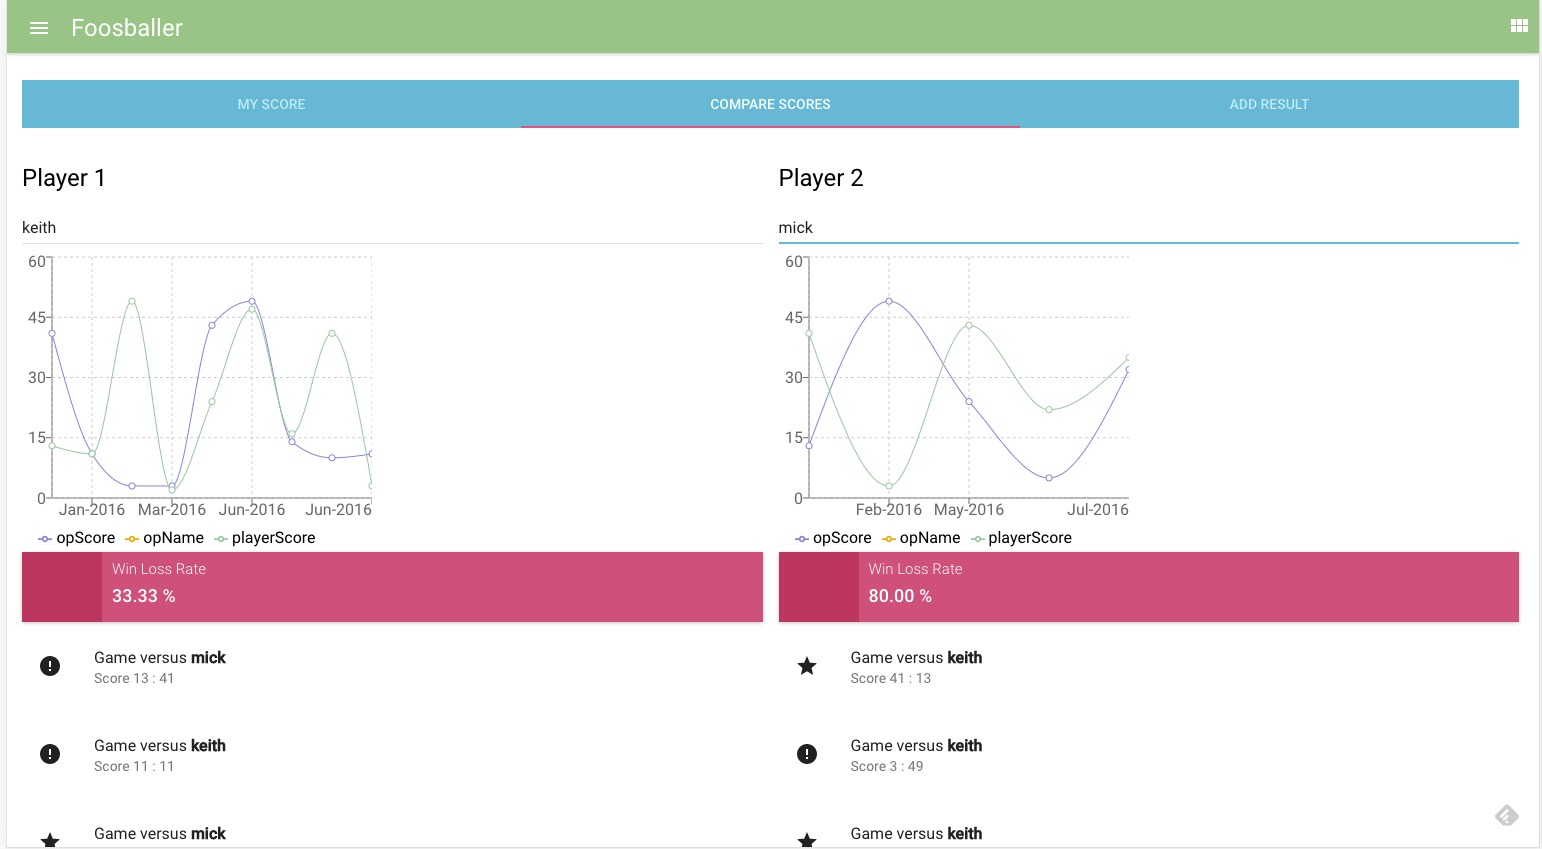 Foosballer
MY SCORE
COMPARE SCORES
ADD RESULT
Player 1
keith
60
45
30
15
0
Jan-2016 Mar-2016 Jun-2016 Jun-2016
opScore opName playerScore
Win Loss Rate
33.33 %
Game versus mick
Score 13 : 41
Game versus keith
Score 11 : 11
Game versus mick
Player 2
mick
60
45
30
15
0
Feb-2016 May-2016 Jul-2016
opScore opName playerScore
Win Loss Rate
80.00 %
Game versus keith
Score 41 : 13
Game versus keith
Score 3 : 49
Game versus keith